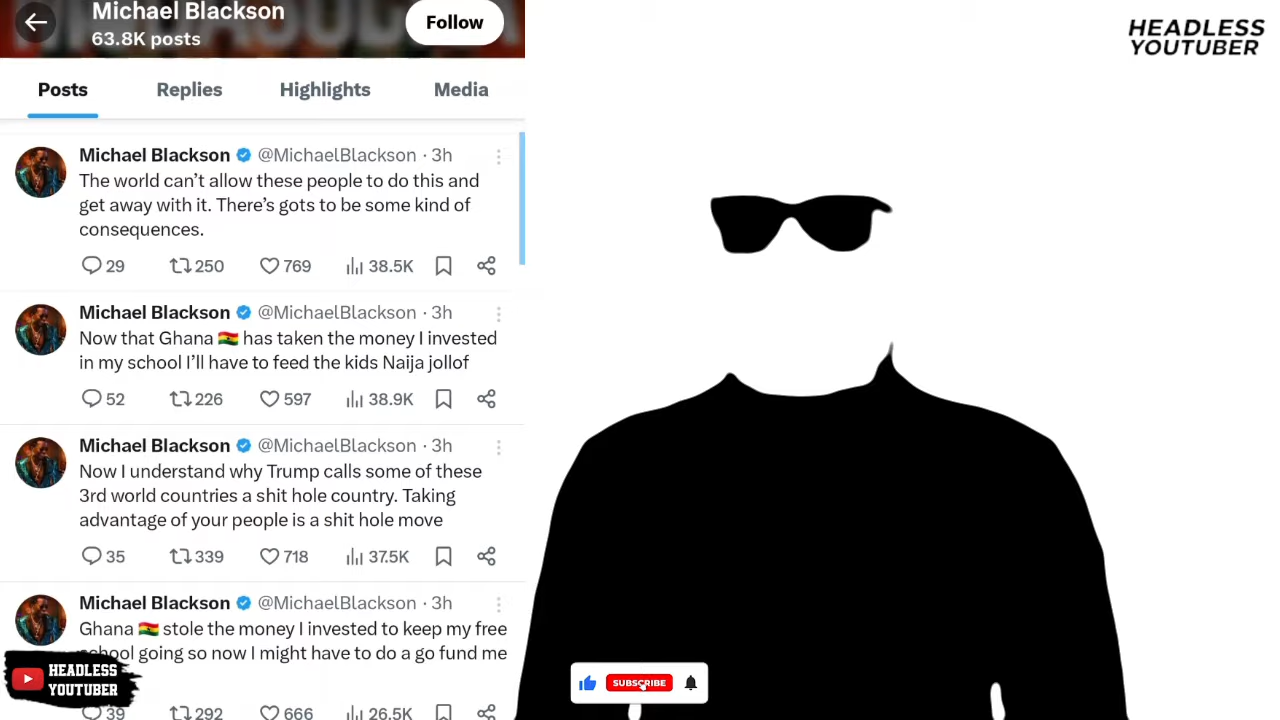 Michael Blackson
63.8K posts
Follow
Posts Replies Highlights Media
Michael Blackson @MichaelBlackson · 3h
The world can’t allow these people to do this and
get away with it. There’s gots to be some kind of
consequences.
29 250 769 38.5K
Michael Blackson @MichaelBlackson · 3h
Now that Ghana 🇬🇭 has taken the money I invested
in my school I’ll have to feed the kids Naija jollof
52 226 597 38.9K
Michael Blackson @MichaelBlackson · 3h
Now I understand why Trump calls some of these
3rd world countries a shit hole country. Taking
advantage of your people is a shit hole move
35 339 718 37.5K
Michael Blackson @MichaelBlackson · 3h
Ghana 🇬🇭 stole the money I invested to keep my free
school going so now I might have to do a go fund me
39 292 666 26.5K
HEADLESS
YOUTUBER
HEADLESS
YOUTUBER
SUBSCRIBE